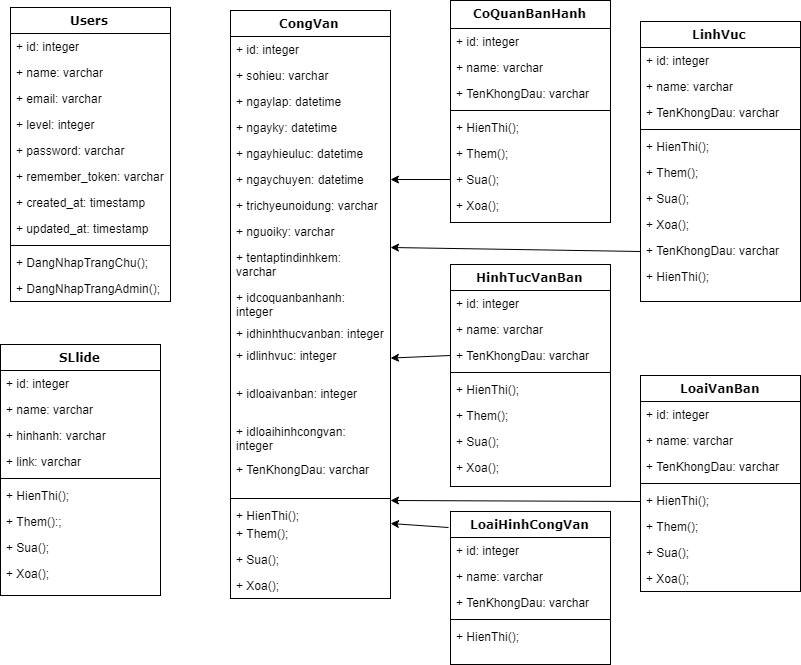 Users
+ id: integer
+ name: varchar
+ email: varchar
+ level: integer
+ password: varchar
+ remember_token: varchar
+ created_at: timestamp
+ updated_at: timestamp
+ DangNhapTrangChu();
+ DangNhapTrangAdmin();
SLlide
+ id: integer
+ name: varchar
+ hinhanh: varchar
+ link: varchar
+ HienThi();
+ Them():;
+ Sua();
+ Xoa();
CongVan
+ id: integer
+ sohieu: varchar
+ ngaylap: datetime
+ ngayky: datetime
+ ngayhieuluc: datetime
+ ngaychuyen: datetime
+ trichyeunoidung: varchar
+ nguoiky: varchar
+ tentaptindinhkem:
varchar
+ idcoquanbanhanh:
integer
+ idhinhthucvanban: integer
+ idlinhvuc: integer
+ idloaivanban: integer
+ idloaihinhcongvan:
integer
+ TenKhongDau: varchar
+ HienThi();
+ Them();
+ Sua();
+ Xoa();
CoQuanBanHanh
+ id: integer
+ name: varchar
+ TenKhongDau: varchar
+ HienThi();
+ Them();
+ Sua();
+ Xoa();
HinhTucVanBan
+ id: integer
+ name: varchar
+ TenKhongDau: varchar
+ HienThi();
+ Them();
+ Sua();
+ Xoa();
LoaiHinhCongVan
+ id: integer
+ name: varchar
+ TenKhongDau: varchar
+ HienThi();
LinhVuc
+ id: integer
+ name: varchar
+ TenKhongDau: varchar
+ HienThi();
+ Them();
+ Sua();
+ Xoa();
+ TenKhongDau: varchar
+ HienThi();
LoaiVanBan
+ id: integer
+ name: varchar
+ TenKhongDau: varchar
+ HienThi();
+ Them();
+ Sua();
+ Xoa();